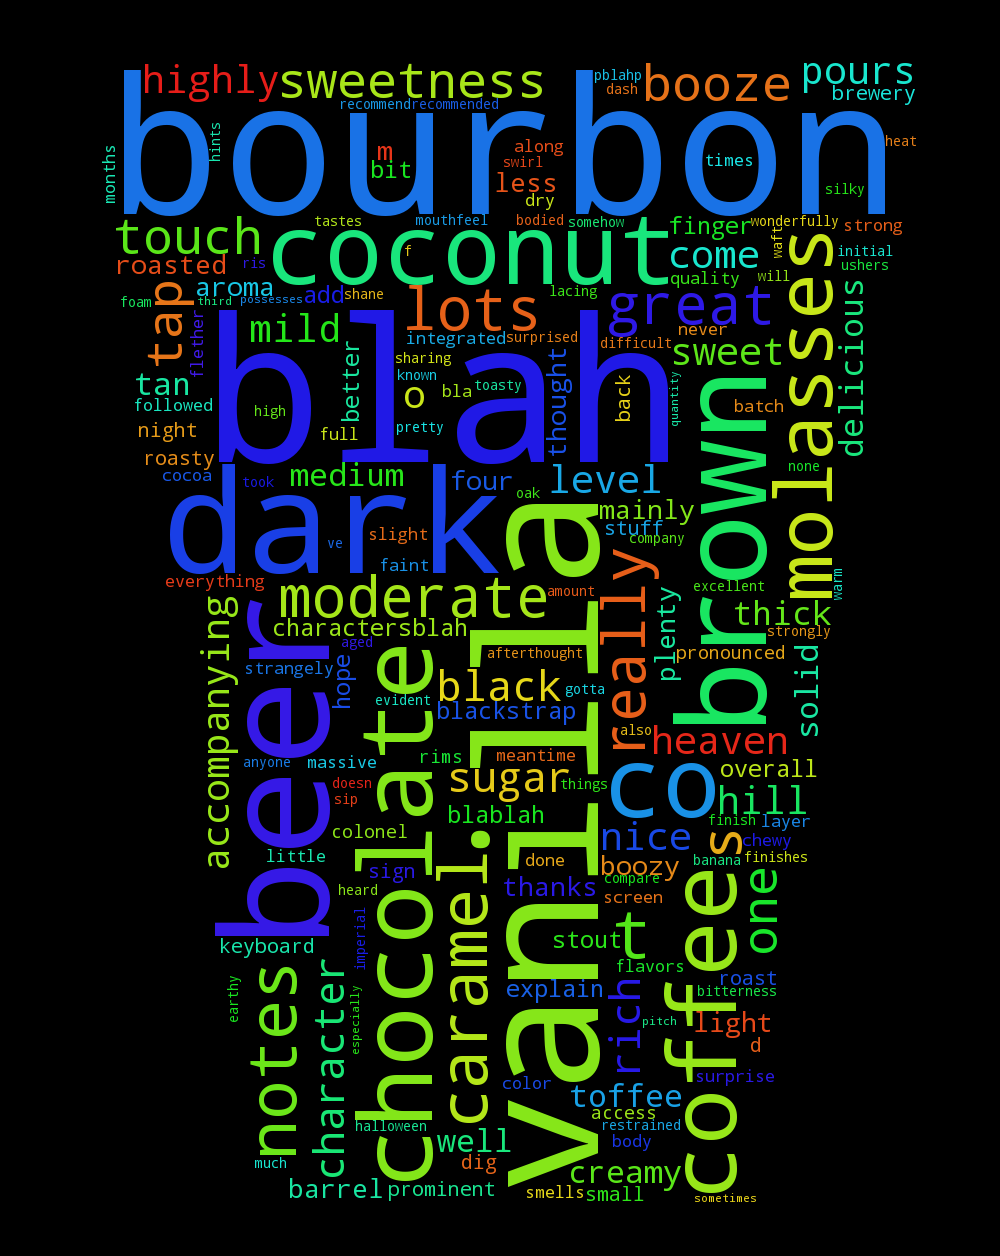 highly
sweetness
pblahp
dash
booze
pours
brewery
recommend
recommended
bourbon
hints
months
m
bit
along
swirl
less
dry
times
heat
silky
touch
tastes
mouthfeel
bodied
somehow
finger
wonderfully
strong
coconut
f
come
waft
initial
ushers
roasted
ris
aroma
quality
will
molasses
foam
third
possesses
add
shane
lots
lacing
great
tap
flether
mild
integrated
surprised
difficult
never
sweet
delicious
blah
better
sharing
known
toasty
thought
back
quantity
tan
followed
high
o
bla
batch
night
full
pretty
brown
roasty
cocoa
took
medium
four
level
none
dark
oak
mainly
stuff
slight
company
ve
faint
everything
amount
excellent
warm
moderate
really
plenty
thick
strongly
accompanying
beer
charactersblah
aged
afterthought
pronounced
solid
strangely
hope
chocolate
black
gotta
evident
blackstrap
also
vanilla
anyone
massive
rims
meantime
heaven
doesn
sip
sugar
things
co
overall
hill
colonel
blablah
finish
layer
little
caramel
.
nice
s
chewy
sign
done
boozy
banana
finishes
heard
thanks
compare
screen
coffee
one
keyboard
imperial
stout
t
flavors
roast
notes
character
earthy
especially
explain
rich
bitterness
pitch
light
d
color
surprise
toffee
access
halloween
restrained
well
body
much
dig
creamy
barrel
prominent
smells
small
sometimes